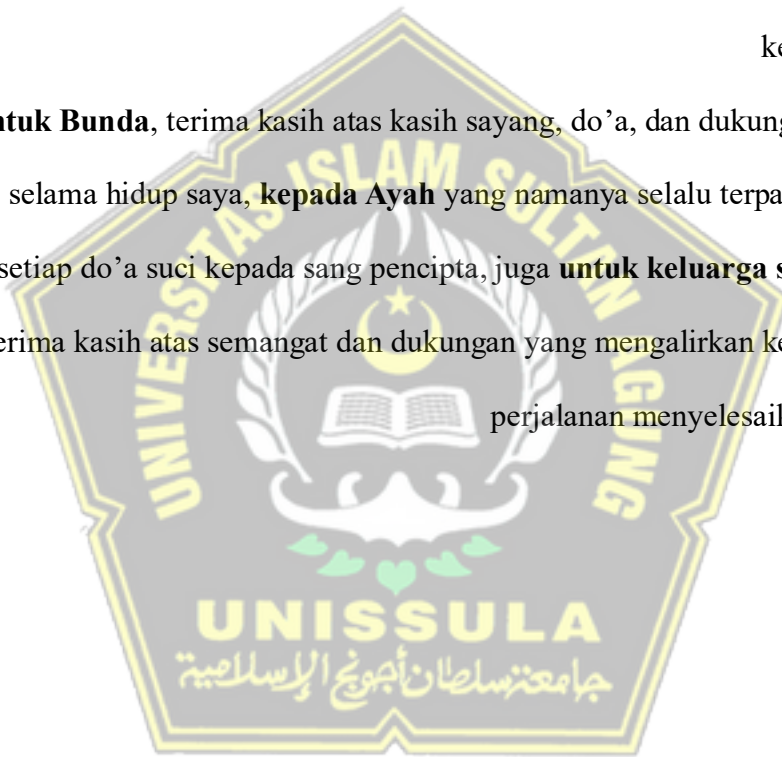 ke
ntuk Bunda, terima kasih atas kasih sayang, do’a, dan dukung
selama hidup saya, kepada Ayah yang namanya selalu terpa
setiap do’a suci kepada sang pencipta, juga untuk keluarga s
erima kasih atas semangat dan dukungan yang mengalirkan ke
perjalanan menyelesaik
UNIVERSITAS ISLAM SULTAN AGUNG
UNISSULA
جامعة سلطان أجونج الإسلامية